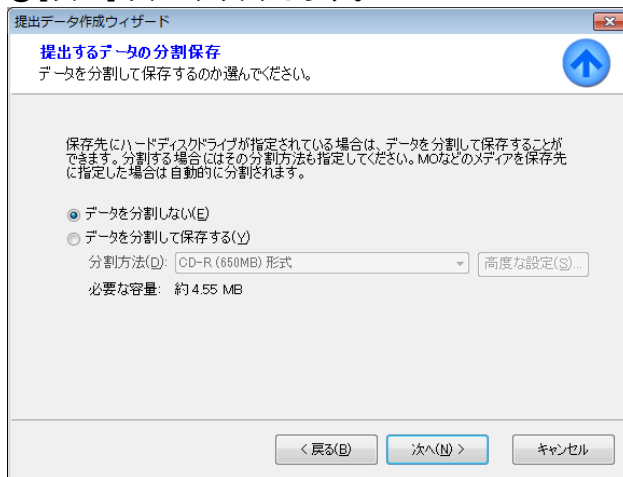 提出データ作成ウィザード
提出するデータの分割保存
データを分割して保存するのか選んでください。
保存先にハードディスクドライブが指定されている場合は、データを分割して保存することが
できます。分割する場合にはその分割方法も指定してください。MOなどのメディアを保存先
に指定した場合は自動的に分割されます。
データを分割しない(E)
データを分割して保存する(Y)
分割方法(D): CD-R (650MB) 形式 高度な設定(S)...
必要な容量: 約4.55 MB
< 戻る(B) 次へ(N) > キャンセル